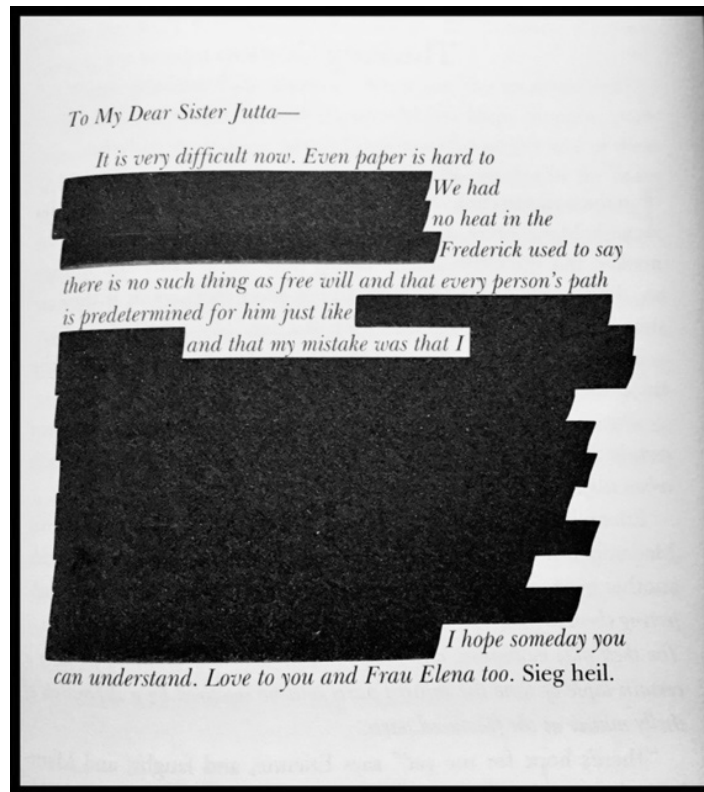 To My Dear Sister Jutta—
It is very difficult now. Even paper is hard to
We had
no heat in the
Frederick used to say
there is no such thing as free will and that every person's path
is predetermined for him just like
and that my mistake was that I
I hope someday you
can understand. Love to you and Frau Elena too. Sieg heil.